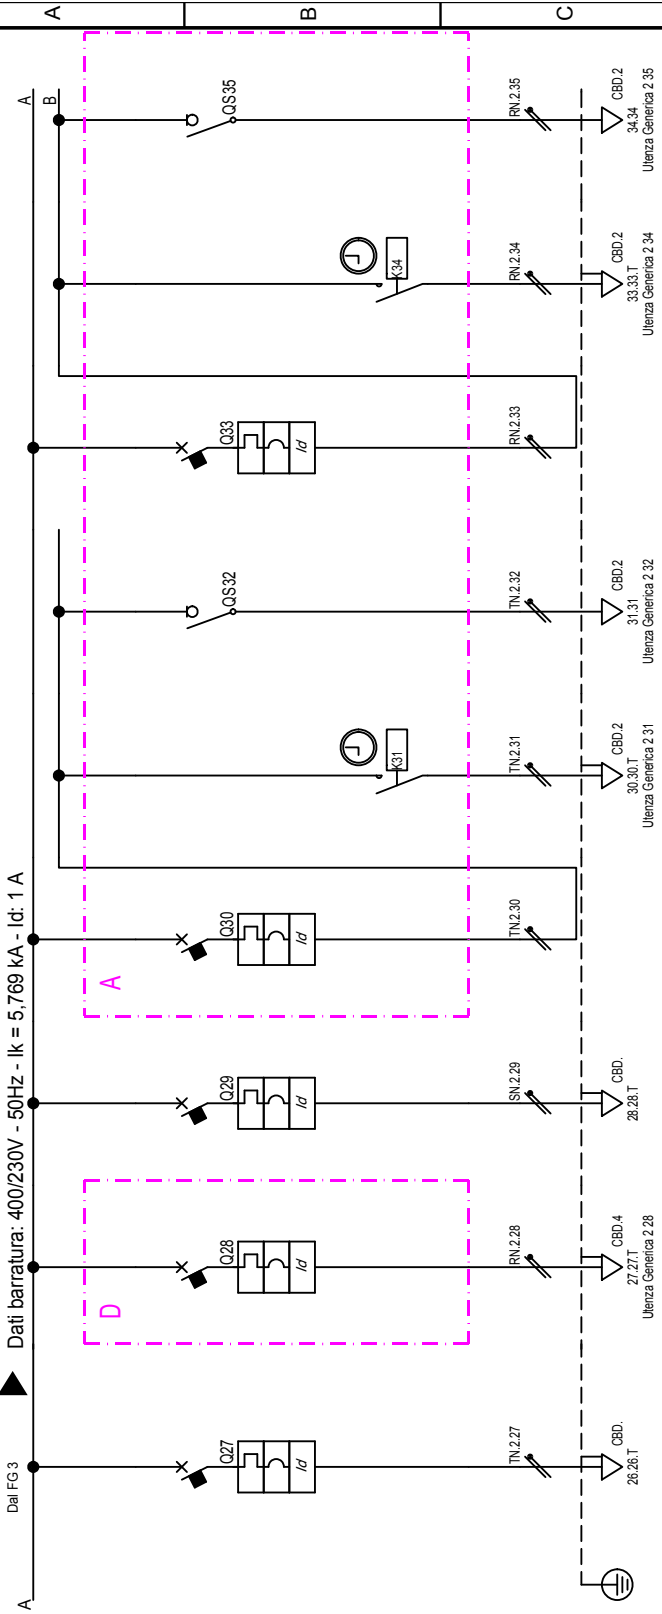 Dal FG 3
Dati barratura: 400/230V - 50Hz - Ik = 5,769 kA - Id: 1 A
A
A
B
A
B
C
D
A
Q27
Id
Q28
Id
Q29
Id
Q30
Id
K31
QS32
Q33
Id
K34
QS35
TN.2.27
RN.2.28
SN.2.29
TN.2.30
TN.2.31
TN.2.32
RN.2.33
RN.2.34
RN.2.35
CBD.
26.26.T
CBD.4
27.27.T
Utenza Generica 2 28
CBD.
28.28.T
CBD.2
30.30.T
Utenza Generica 2 31
CBD.2
31.31
Utenza Generica 2 32
CBD.2
33.33.T
Utenza Generica 2 34
CBD.2
34.34
Utenza Generica 2 35